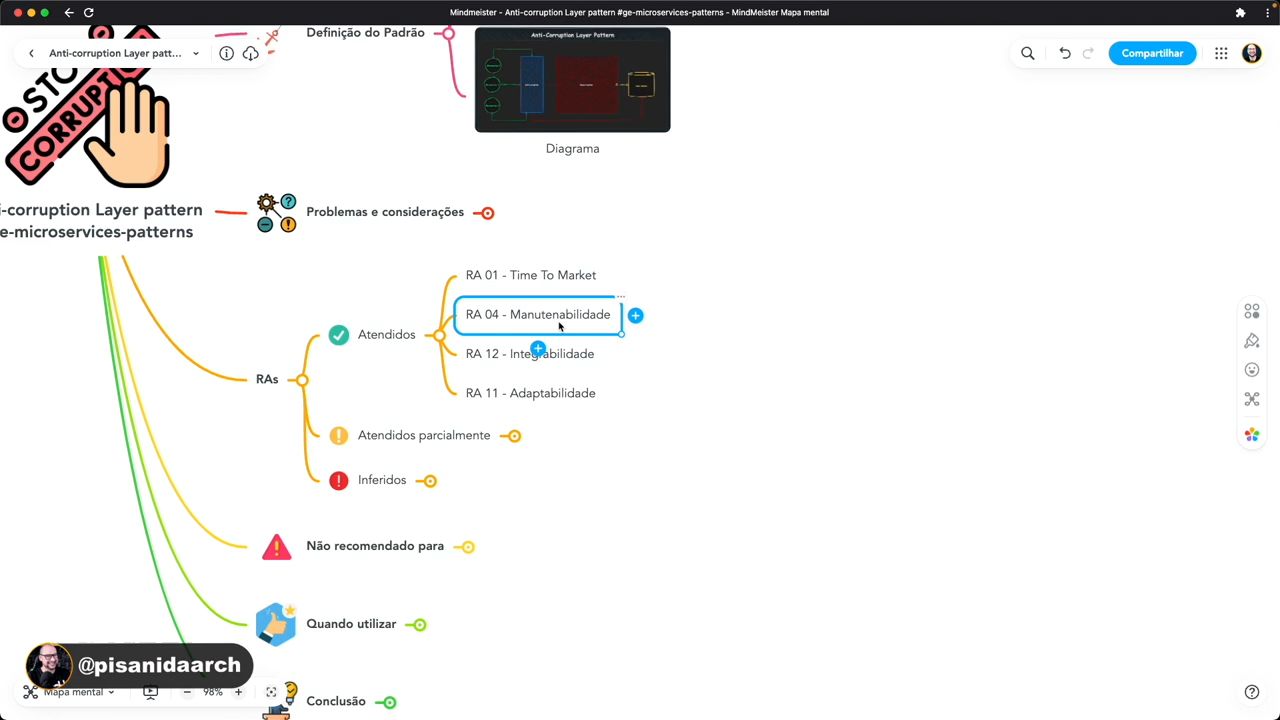 Mindmeister - Anti-corruption Layer pattern #ge-microservices-patterns - MindMeister Mapa mental
Anti-corruption Layer patt...
Compartilhar
Definição do Padrão
Anti-Corruption Layer Pattern
Diagrama
STO
CORRUPT
i-corruption Layer pattern
e-microservices-patterns
Problemas e considerações
RAs
Atendidos
RA 01 - Time To Market
RA 04 - Manutenabilidade
RA 12 - Integrabilidade
RA 11 - Adaptabilidade
Atendidos parcialmente
Inferidos
Não recomendado para
Quando utilizar
@pisanidaarch
Mapa mental
98%
Conclusão